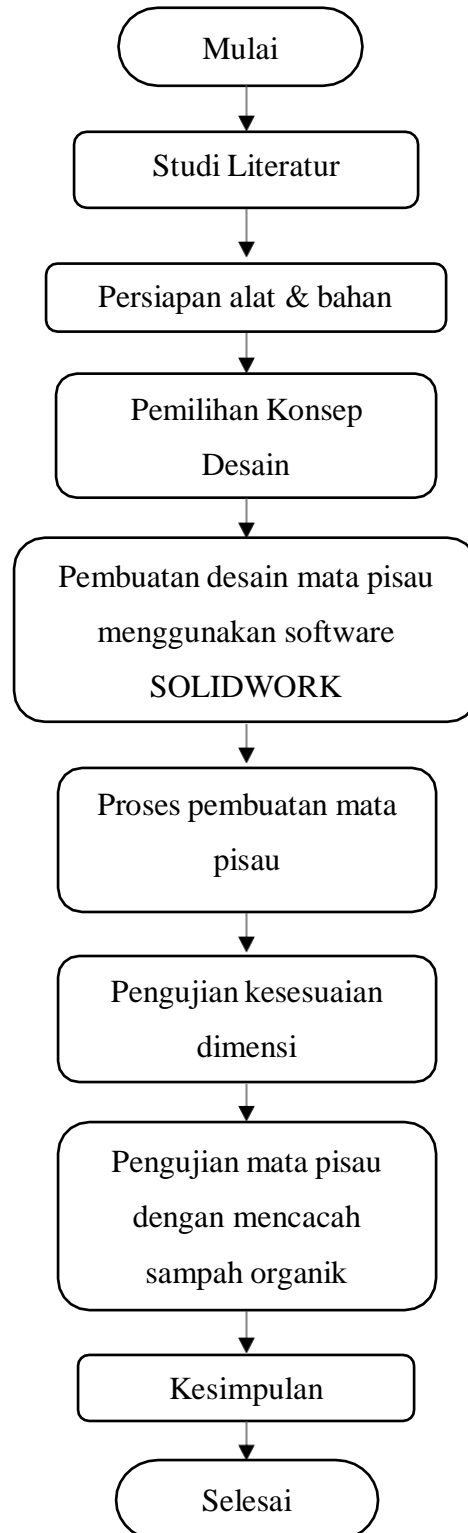 Mulai
Studi Literatur
Persiapan alat & bahan
Pemilihan Konsep
Desain
Pembuatan desain mata pisau
menggunakan software
SOLIDWORK
Proses pembuatan mata
pisau
Pengujian kesesuaian
dimensi
Pengujian mata pisau
dengan mencacah
sampah organik
Kesimpulan
Selesai